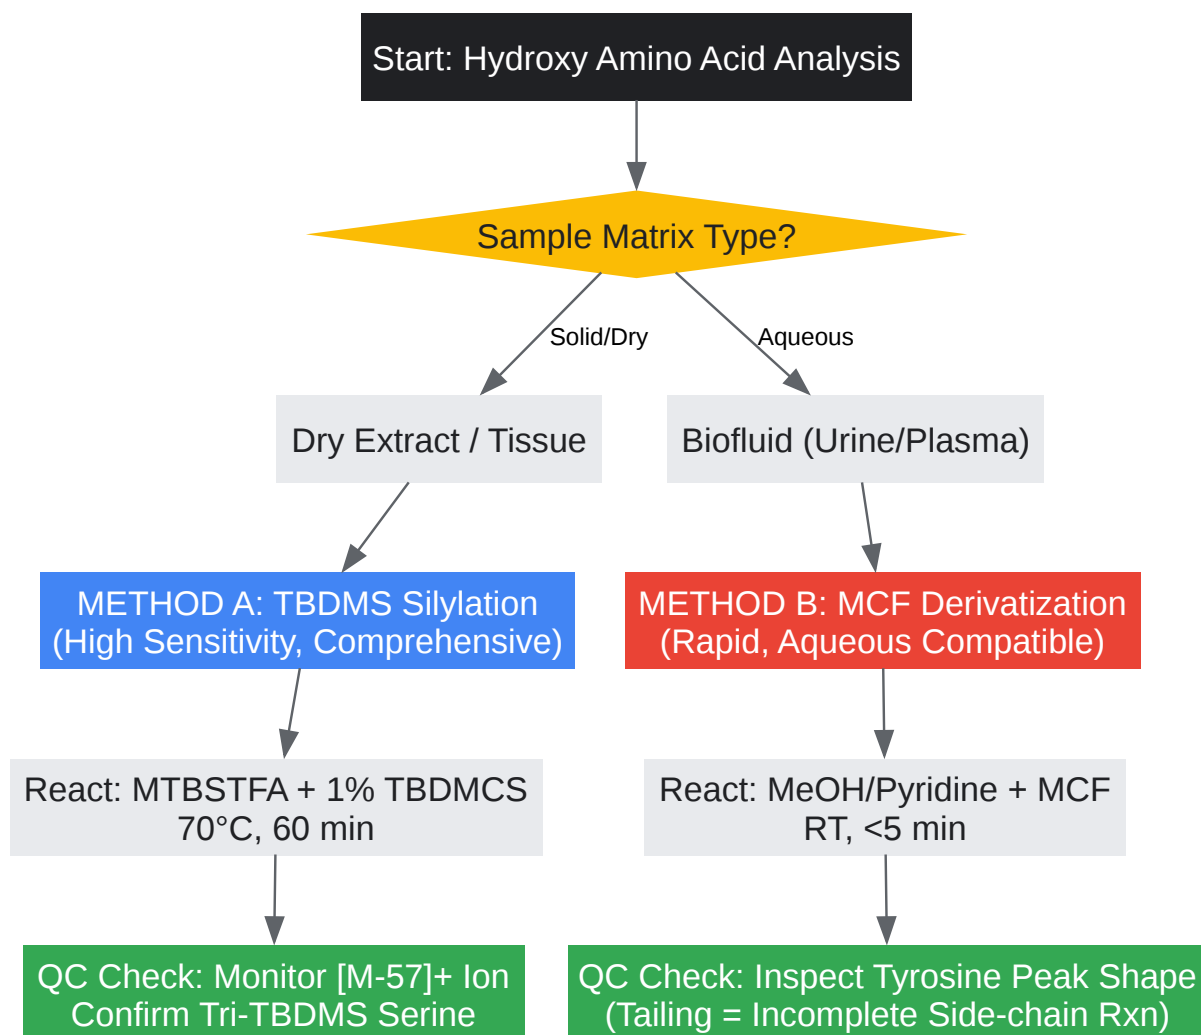 Start: Hydroxy Amino Acid Analysis
Sample Matrix Type?
Solid/Dry
Aqueous
Dry Extract / Tissue
Biofluid (Urine/Plasma)
METHOD A: TBDMS Silylation
(High Sensitivity, Comprehensive)
METHOD B: MCF Derivatization
(Rapid, Aqueous Compatible)
React: MTBSTFA + 1% TBDMCS
70°C, 60 min
React: MeOH/Pyridine + MCF
RT, <5 min
QC Check: Monitor [M-57]+ Ion
Confirm Tri-TBDMS Serine
QC Check: Inspect Tyrosine Peak Shape
(Tailing = Incomplete Side-chain Rxn)